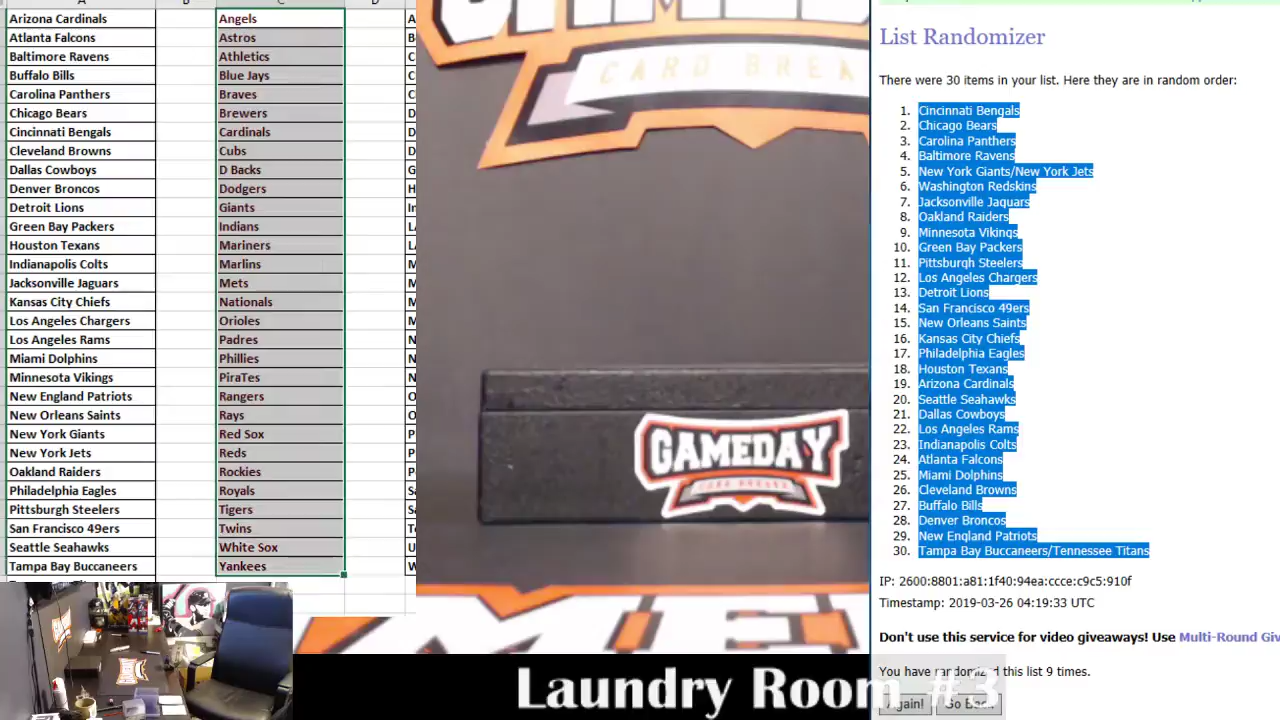 A C D
Arizona Cardinals Angels A
Atlanta Falcons Astros B
Baltimore Ravens Athletics C
Buffalo Bills Blue Jays C
Carolina Panthers Braves C
Chicago Bears Brewers D
Cincinnati Bengals Cardinals D
Cleveland Browns Cubs
Dallas Cowboys D Backs G
Denver Broncos Dodgers H
Detroit Lions Giants In
Green Bay Packers Indians LA
Houston Texans Mariners
Indianapolis Colts Marlins M
Jacksonville Jaguars Mets M
Kansas City Chiefs Nationals M
Los Angeles Chargers Orioles M
Los Angeles Rams Padres N
Miami Dolphins Phillies N
Minnesota Vikings PiraTes N
New England Patriots Rangers O
New Orleans Saints Rays O
New York Giants Red Sox P
New York Jets Reds P
Oakland Raiders Rockies P
Philadelphia Eagles Royals Sa
Pittsburgh Steelers Tigers St
San Francisco 49ers Twins To
Seattle Seahawks White Sox U
Tampa Bay Buccaneers Yankees W
CARD BREA
GAMEDAY
Laundry Room #3
List Randomizer
There were 30 items in your list. Here they are in random order:
1. Cincinnati Bengals
2. Chicago Bears
3. Carolina Panthers
4. Baltimore Ravens
5. New York Giants/New York Jets
6. Washington Redskins
7. Jacksonville Jaquars
8. Oakland Raiders
9. Minnesota Vikings
10. Green Bay Packers
11. Pittsburgh Steelers
12. Los Angeles Chargers
13. Detroit Lions
14. San Francisco 49ers
15. New Orleans Saints
16. Kansas City Chiefs
17. Philadelphia Eagles
18. Houston Texans
19. Arizona Cardinals
20. Seattle Seahawks
21. Dallas Cowboys
22. Los Angeles Rams
23. Indianapolis Colts
24. Atlanta Falcons
25. Miami Dolphins
26. Cleveland Browns
27. Buffalo Bills
28. Denver Broncos
29. New England Patriots
30. Tampa Bay Buccaneers/Tennessee Titans
IP: 2600:8801:a81:1f40:94ea:ccce:c9c5:910f
Timestamp: 2019-03-26 04:19:33 UTC
Don't use this service for video giveaways! Use Multi-Round Giv
You have randomized this list 9 times.
Again! Go Back